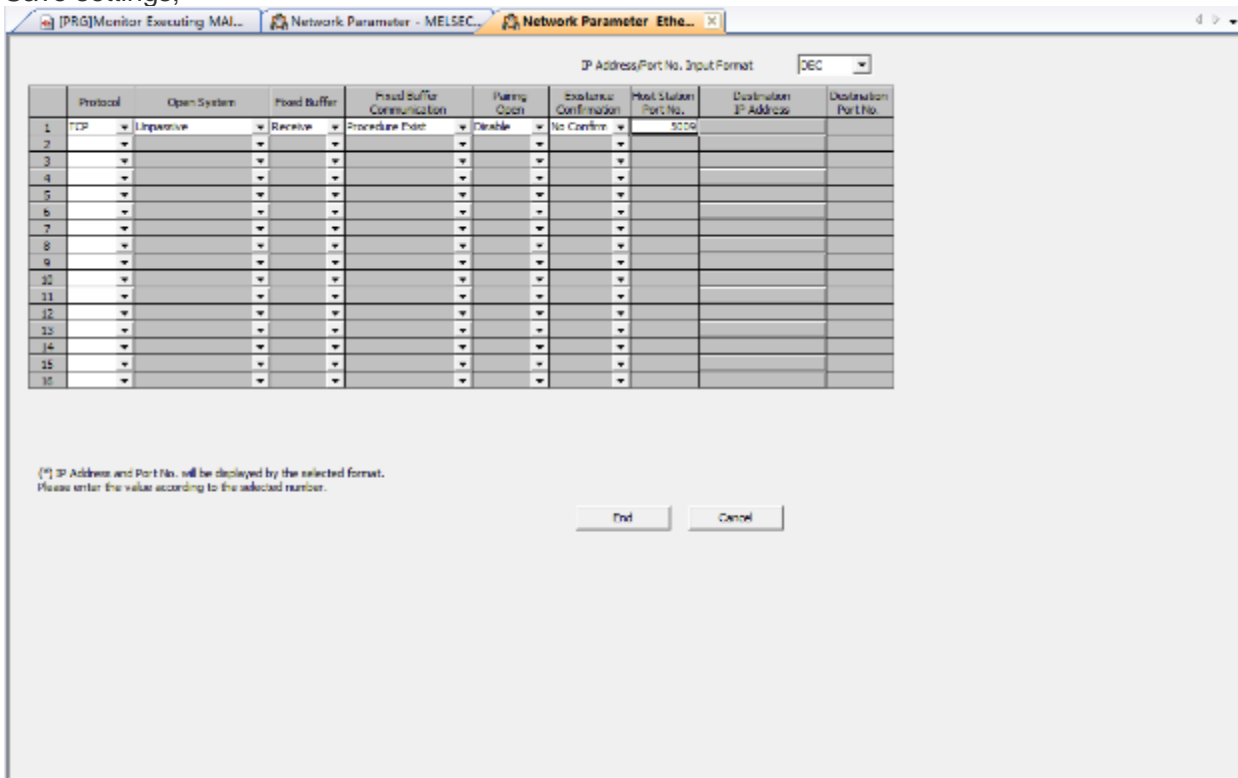 Save settings,
[PRG]Monitor Executing MAI... Network Parameter - MELSEC... Network Parameter Ethe...
IP Address/Port No. Input Format DEC
Protocol Open System Fixed Buffer Fixed Buffer Communication Pairing Open Existence Confirmation Host Station Port No. Destination IP Address Destination Port No.
1 TCP Unpassive Receive Procedure Exist Disable No Confirm 5009
2
3
4
5
6
7
8
9
10
11
12
13
14
15
16
(*) IP Address and Port No. will be displayed by the selected format.
Please enter the value according to the selected number.
End Cancel